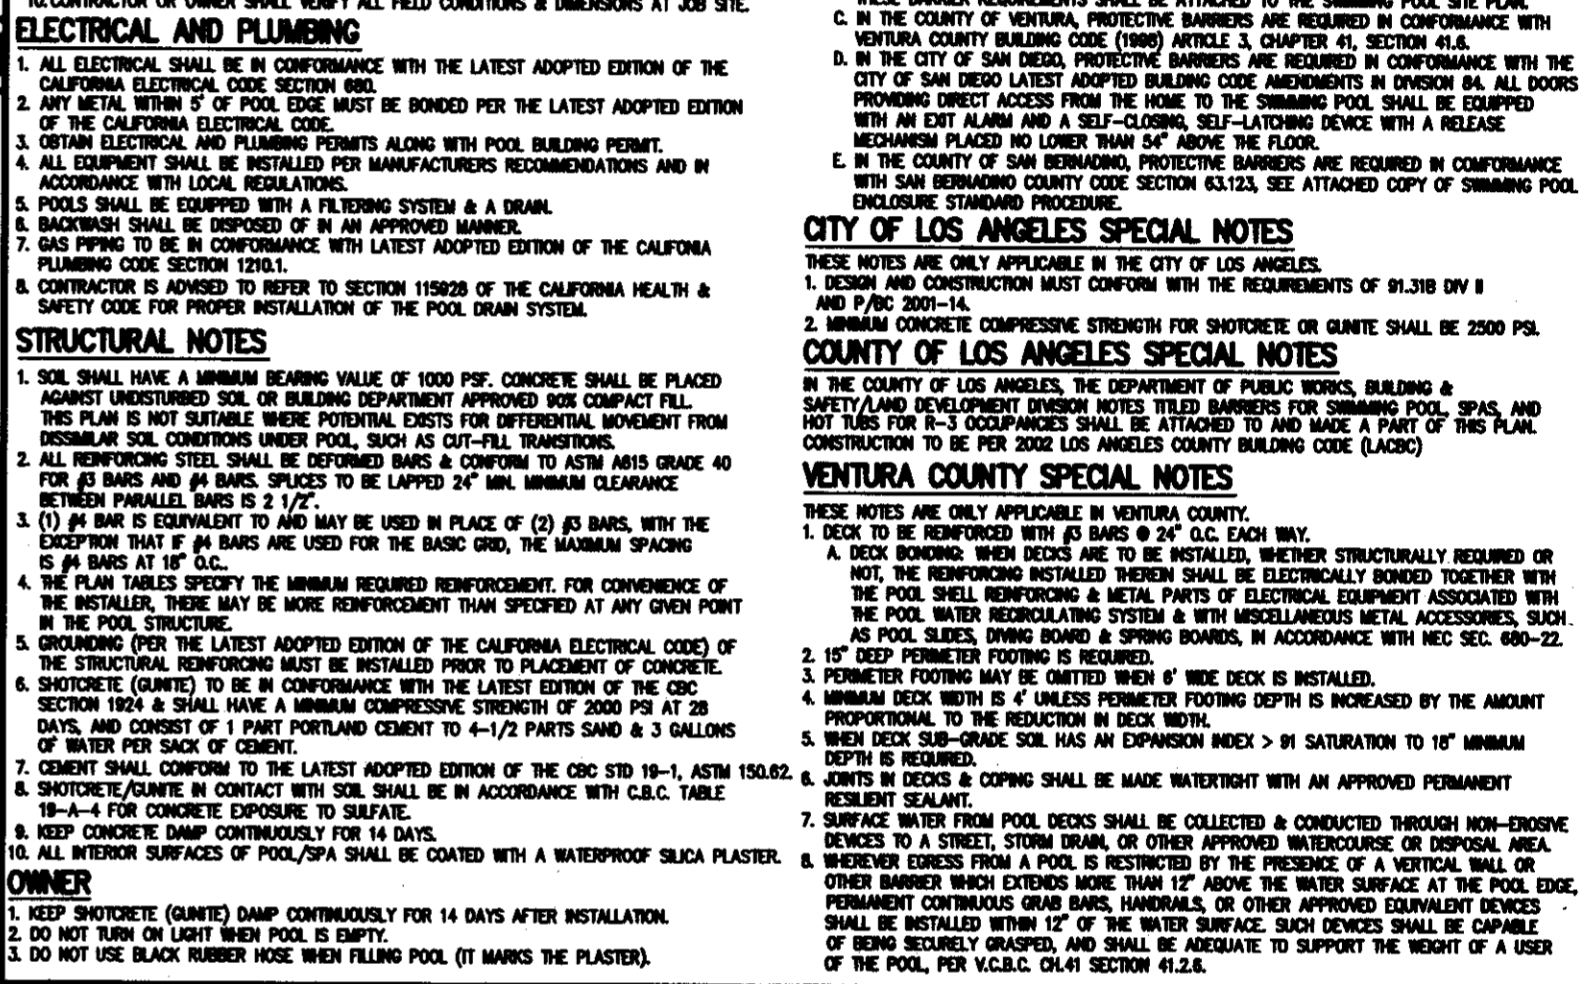 10. CONTRACTOR OR OWNER SHALL VERIFY ALL FIELD CONDITIONS & DIMENSIONS AT JOB SITE.
ELECTRICAL AND PLUMBING
1. ALL ELECTRICAL SHALL BE IN CONFORMANCE WITH THE LATEST ADOPTED EDITION OF THE
CALIFORNIA ELECTRICAL CODE SECTION 680.
2. ANY METAL WITHIN 5' OF POOL EDGE MUST BE BONDED PER THE LATEST ADOPTED EDITION
OF THE CALIFORNIA ELECTRICAL CODE.
3. OBTAIN ELECTRICAL AND PLUMBING PERMITS ALONG WITH POOL BUILDING PERMIT.
4. ALL EQUIPMENT SHALL BE INSTALLED PER MANUFACTURERS RECOMMENDATIONS AND IN
ACCORDANCE WITH LOCAL REGULATIONS.
5. POOLS SHALL BE EQUIPPED WITH A FILTERING SYSTEM & A DRAIN.
6. BACKWASH SHALL BE DISPOSED OF IN AN APPROVED MANNER.
7. GAS PIPING TO BE IN CONFORMANCE WITH LATEST ADOPTED EDITION OF THE CALIFONIA
PLUMBING CODE SECTION 1210.1.
8. CONTRACTOR IS ADVISED TO REFER TO SECTION 115928 OF THE CALIFORNIA HEALTH &
SAFETY CODE FOR PROPER INSTALLATION OF THE POOL DRAIN SYSTEM.
STRUCTURAL NOTES
1. SOIL SHALL HAVE A MINIMUM BEARING VALUE OF 1000 PSF. CONCRETE SHALL BE PLACED
AGAINST UNDISTURBED SOIL OR BUILDING DEPARTMENT APPROVED 90% COMPACT FILL.
THIS PLAN IS NOT SUITABLE WHERE POTENTIAL EXISTS FOR DIFFERENTIAL MOVEMENT FROM
DISSIMILAR SOIL CONDITIONS UNDER POOL, SUCH AS CUT-FILL TRANSITIONS.
2. ALL REINFORCING STEEL SHALL BE DEFORMED BARS & CONFORM TO ASTM A615 GRADE 40
FOR #3 BARS AND #4 BARS. SPLICES TO BE LAPPED 24" MIN. MINIMUM CLEARANCE
BETWEEN PARALLEL BARS IS 2 1/2".
3. (1) #4 BAR IS EQUIVALENT TO AND MAY BE USED IN PLACE OF (2) #3 BARS, WITH THE
EXCEPTION THAT IF #4 BARS ARE USED FOR THE BASIC GRID, THE MAXIMUM SPACING
IS #4 BARS AT 18" O.C..
4. THE PLAN TABLES SPECIFY THE MINIMUM REQUIRED REINFORCEMENT. FOR CONVENIENCE OF
THE INSTALLER, THERE MAY BE MORE REINFORCEMENT THAN SPECIFIED AT ANY GIVEN POINT
IN THE POOL STRUCTURE.
5. GROUNDING (PER THE LATEST ADOPTED EDITION OF THE CALIFORNIA ELECTRICAL CODE) OF
THE STRUCTURAL REINFORCING MUST BE INSTALLED PRIOR TO PLACEMENT OF CONCRETE.
6. SHOTCRETE (GUNITE) TO BE IN CONFORMANCE WITH THE LATEST EDITION OF THE CBC
SECTION 1924 & SHALL HAVE A MINIMUM COMPRESSIVE STRENGTH OF 2000 PSI AT 28
DAYS, AND CONSIST OF 1 PART PORTLAND CEMENT TO 4-1/2 PARTS SAND & 3 GALLONS
OF WATER PER SACK OF CEMENT.
7. CEMENT SHALL CONFORM TO THE LATEST ADOPTED EDITION OF THE CBC STD 19-1, ASTM 150.62.
8. SHOTCRETE/GUNITE IN CONTACT WITH SOIL SHALL BE IN ACCORDANCE WITH C.B.C. TABLE
19-A-4 FOR CONCRETE EXPOSURE TO SULFATE.
9. KEEP CONCRETE DAMP CONTINUOUSLY FOR 14 DAYS.
10. ALL INTERIOR SURFACES OF POOL/SPA SHALL BE COATED WITH A WATERPROOF SILICA PLASTER.
OWNER
1. KEEP SHOTCRETE (GUNITE) DAMP CONTINUOUSLY FOR 14 DAYS AFTER INSTALLATION.
2. DO NOT TURN ON LIGHT WHEN POOL IS EMPTY.
3. DO NOT USE BLACK RUBBER HOSE WHEN FILLING POOL (IT MARKS THE PLASTER).
THESE BARRIER REQUIREMENTS SHALL BE ATTACHED TO THE SWIMMING POOL SITE PLAN.
C. IN THE COUNTY OF VENTURA, PROTECTIVE BARRIERS ARE REQUIRED IN CONFORMANCE WITH
VENTURA COUNTY BUILDING CODE (1998) ARTICLE 3, CHAPTER 41, SECTION 41.6.
D. IN THE CITY OF SAN DIEGO, PROTECTIVE BARRIERS ARE REQUIRED IN CONFORMANCE WITH THE
CITY OF SAN DIEGO LATEST ADOPTED BUILDING CODE AMENDMENTS IN DIVISION 84. ALL DOORS
PROVIDING DIRECT ACCESS FROM THE HOME TO THE SWIMMING POOL SHALL BE EQUIPPED
WITH AN EXIT ALARM AND A SELF-CLOSING, SELF-LATCHING DEVICE WITH A RELEASE
MECHANISM PLACED NO LOWER THAN 54" ABOVE THE FLOOR.
E. IN THE COUNTY OF SAN BERNADINO, PROTECTIVE BARRIERS ARE REQUIRED IN COMFORMANCE
WITH SAN BERNADINO COUNTY CODE SECTION 63.123, SEE ATTACHED COPY OF SWIMMING POOL
ENCLOSURE STANDARD PROCEDURE.
CITY OF LOS ANGELES SPECIAL NOTES
THESE NOTES ARE ONLY APPLICABLE IN THE CITY OF LOS ANGELES.
1. DESIGN AND CONSTRUCTION MUST CONFORM WITH THE REQUIREMENTS OF 91.31B DIV II
AND P/BC 2001-14.
2. MINIMUM CONCRETE COMPRESSIVE STRENGTH FOR SHOTCRETE OR GUNITE SHALL BE 2500 PSI.
COUNTY OF LOS ANGELES SPECIAL NOTES
IN THE COUNTY OF LOS ANGELES, THE DEPARTMENT OF PUBLIC WORKS, BUILDING &
SAFETY/LAND DEVELOPMENT DIVISION NOTES TITLED BARRIERS FOR SWIMMING POOL, SPAS, AND
HOT TUBS FOR R-3 OCCUPANCIES SHALL BE ATTACHED TO AND MADE A PART OF THIS PLAN.
CONSTRUCTION TO BE PER 2002 LOS ANGELES COUNTY BUILDING CODE (LACBC)
VENTURA COUNTY SPECIAL NOTES
THESE NOTES ARE ONLY APPLICABLE IN VENTURA COUNTY.
1. DECK TO BE REINFORCED WITH #3 BARS @ 24" O.C. EACH WAY.
A. DECK BONDING: WHEN DECKS ARE TO BE INSTALLED, WHETHER STRUCTURALLY REQUIRED OR
NOT, THE REINFORCING INSTALLED THEREIN SHALL BE ELECTRICALLY BONDED TOGETHER WITH
THE POOL SHELL REINFORCING & METAL PARTS OF ELECTRICAL EQUIPMENT ASSOCIATED WITH
THE POOL WATER RECIRCULATING SYSTEM & WITH MISCELLANEOUS METAL ACCESSORIES, SUCH
AS POOL SLIDES, DIVING BOARD & SPRING BOARDS, IN ACCORDANCE WITH NEC SEC. 680-22.
2. 15" DEEP PERIMETER FOOTING IS REQUIRED.
3. PERIMETER FOOTING MAY BE OMITTED WHEN 6' WIDE DECK IS INSTALLED.
4. MINIMUM DECK WIDTH IS 4' UNLESS PERIMETER FOOTING DEPTH IS INCREASED BY THE AMOUNT
PROPORTIONAL TO THE REDUCTION IN DECK WIDTH.
5. WHEN DECK SUB-GRADE SOIL HAS AN EXPANSION INDEX > 91 SATURATION TO 18" MINIMUM
DEPTH IS REQUIRED.
6. JOINTS IN DECKS & COPING SHALL BE MADE WATERTIGHT WITH AN APPROVED PERMANENT
RESILIENT SEALANT.
7. SURFACE WATER FROM POOL DECKS SHALL BE COLLECTED & CONDUCTED THROUGH NON-EROSIVE
DEVICES TO A STREET, STORM DRAIN, OR OTHER APPROVED WATERCOURSE OR DISPOSAL AREA.
8. WHEREVER EGRESS FROM A POOL IS RESTRICTED BY THE PRESENCE OF A VERTICAL WALL OR
OTHER BARRIER WHICH EXTENDS MORE THAN 12" ABOVE THE WATER SURFACE AT THE POOL EDGE,
PERMANENT CONTINUOUS GRAB BARS, HANDRAILS, OR OTHER APPROVED EQUIVALENT DEVICES
SHALL BE INSTALLED WITHIN 12" OF THE WATER SURFACE. SUCH DEVICES SHALL BE CAPABLE
OF BEING SECURELY GRASPED, AND SHALL BE ADEQUATE TO SUPPORT THE WEIGHT OF A USER
OF THE POOL, PER V.C.B.C. CH.41 SECTION 41.2.6.